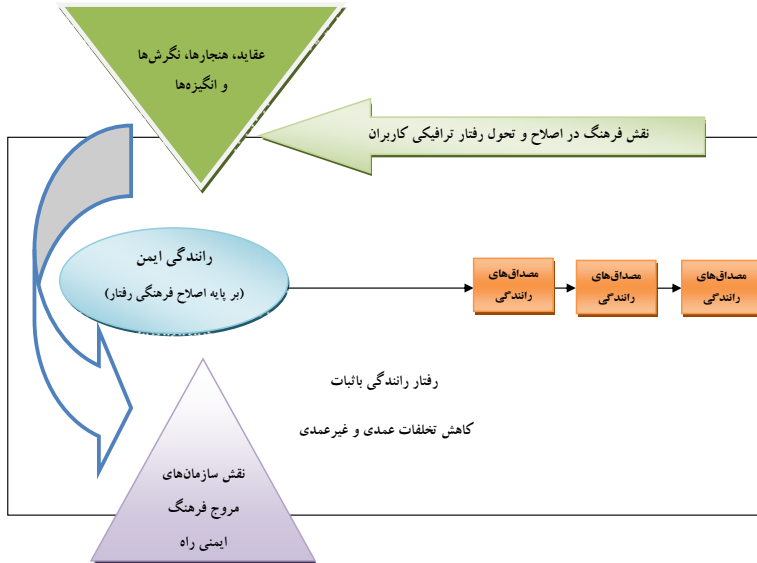 عقاید، هنجارها، نگرش‌ها
و انگیزه‌ها
نقش فرهنگ در اصلاح و تحول رفتار ترافیکی کاربران
رانندگی ایمن
(بر پایه اصلاح فرهنگی رفتار)
مصداق‌های
رانندگی
مصداق‌های
رانندگی
مصداق‌های
رانندگی
رفتار رانندگی باثبات
کاهش تخلفات عمدی و غیرعمدی
نقش سازمان‌های
مروج فرهنگ
ایمنی راه